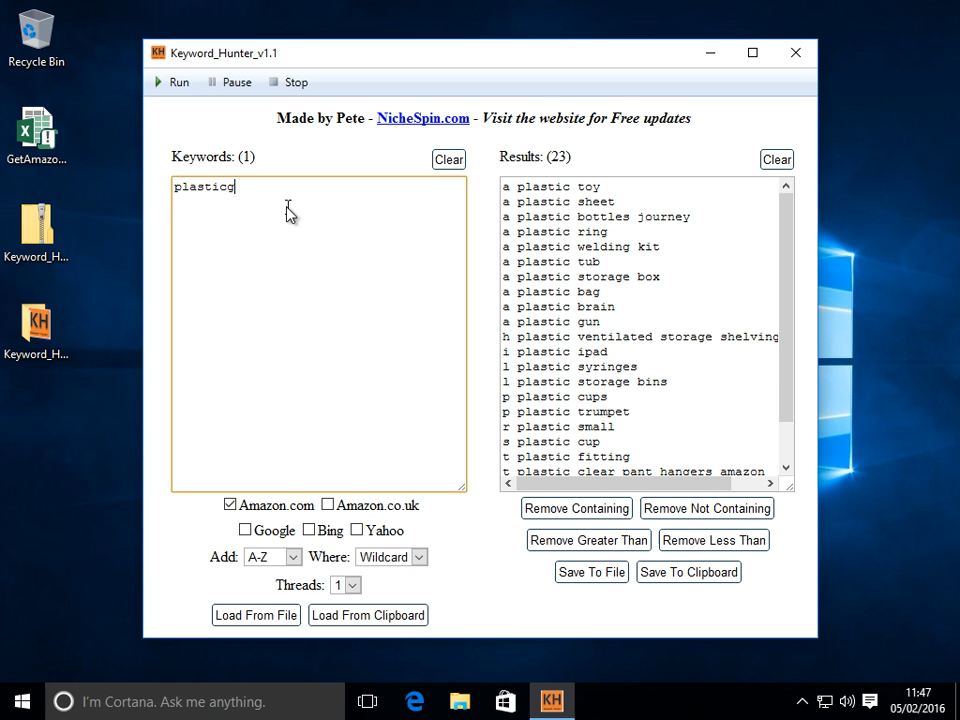 Recycle Bin
GetAmazo...
Keyword_H...
Keyword_H...
KH
Keyword_Hunter_v1.1
Run
Pause
Stop
Made by Pete - NicheSpin.com - Visit the website for Free updates
Keywords: (1)
Clear
Results: (23)
Clear
plasticg
a plastic toy
a plastic sheet
a plastic bottles journey
a plastic ring
a plastic welding kit
a plastic tub
a plastic storage box
a plastic bag
a plastic brain
a plastic gun
h plastic ventilated storage shelving
i plastic ipad
l plastic syringes
l plastic storage bins
p plastic cups
p plastic trumpet
r plastic small
s plastic cup
t plastic fitting
t plastic clear pant hangers amazon
Amazon.com
Amazon.co.uk
Google
Bing
Yahoo
Add: A-Z
Where: Wildcard
Threads: 1
Load From File
Load From Clipboard
Remove Containing
Remove Not Containing
Remove Greater Than
Remove Less Than
Save To File
Save To Clipboard
I'm Cortana. Ask me anything.
KH
11:47
05/02/2016